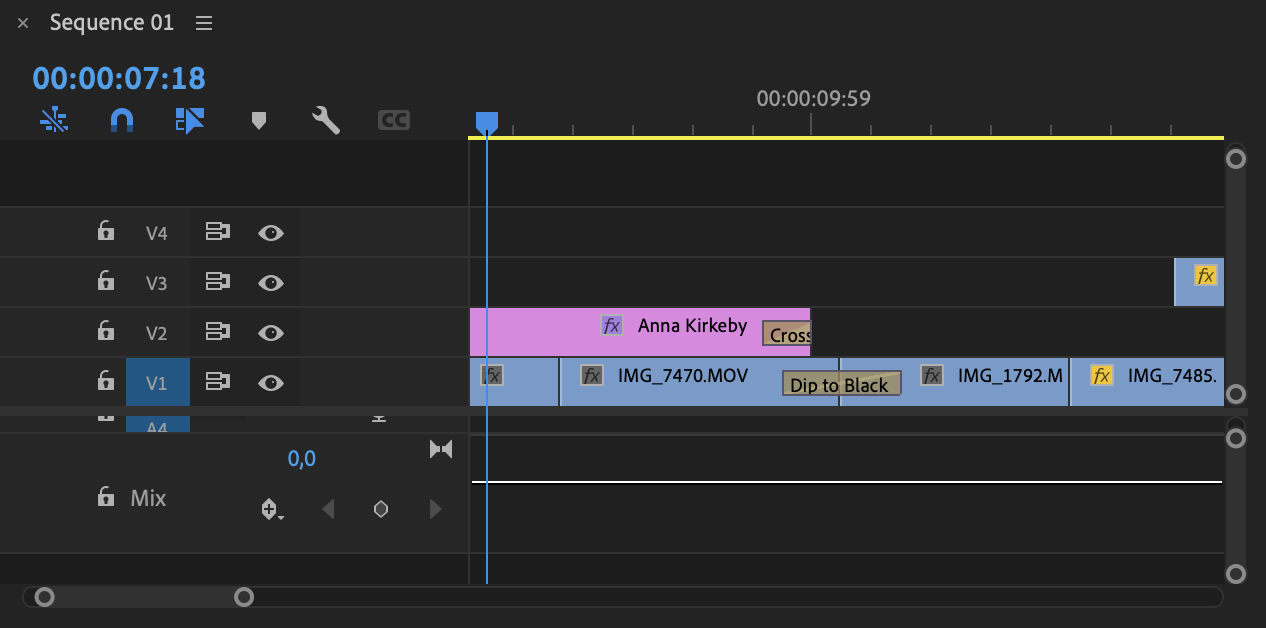 Sequence 01
00:00:07:18
CC
00:00:09:59
V4
V3
fx
V2
fx Anna Kirkeby Cross
V1
fx fx IMG_7470.MOV Dip to Black fx IMG_1792.M fx IMG_7485.
A4
0,0
Mix